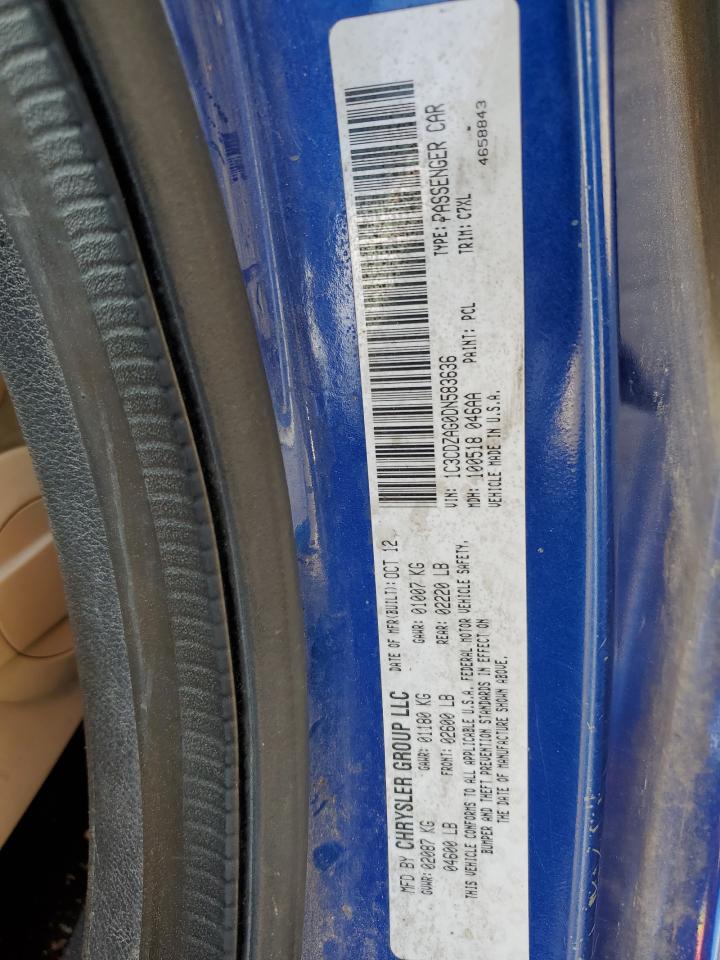 MFD BY CHRYSLER GROUP LLC DATE OF MFR(BUILT): OCT 12
GVWR: 02087 KG GAWR: 01180 KG GAWR: 01007 KG
04600 LB FRONT: 02600 LB REAR: 02220 LB
THIS VEHICLE CONFORMS TO ALL APPLICABLE U.S.A. FEDERAL MOTOR VEHICLE SAFETY,
BUMPER AND THEFT PREVENTION STANDARDS IN EFFECT ON
THE DATE OF MANUFACTURE SHOWN ABOVE.
VIN: 1C3CDZAG0DN583636 TYPE: PASSENGER CAR
MDH: 100518 046AA PAINT: PCL TRIM: C7XL
VEHICLE MADE IN U.S.A.
4658843